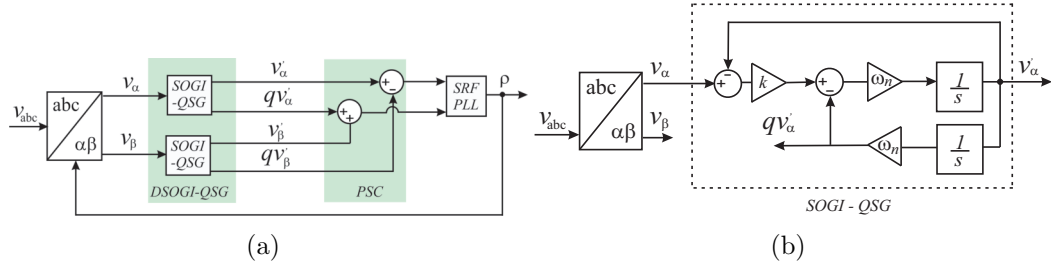 abc
αβ
v_abc
v_α
v_β
SOGI
-QSG
SOGI
-QSG
DSOGI-QSG
v'_α
qv'_α
v'_β
qv'_β
+
−
+
+
PSC
SRF
PLL
ρ
(a)
abc
αβ
v_abc
v_α
v_β
+
−
k
+
−
ω_n
1
s
v'_α
qv'_α
ω_n
1
s
SOGI - QSG
(b)